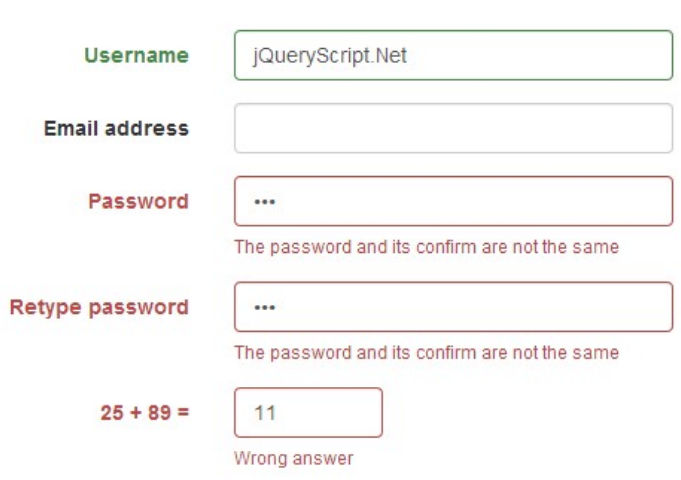 Username jQueryScript.Net
Email address
Password •••
The password and its confirm are not the same
Retype password •••
The password and its confirm are not the same
25 + 89 = 11
Wrong answer